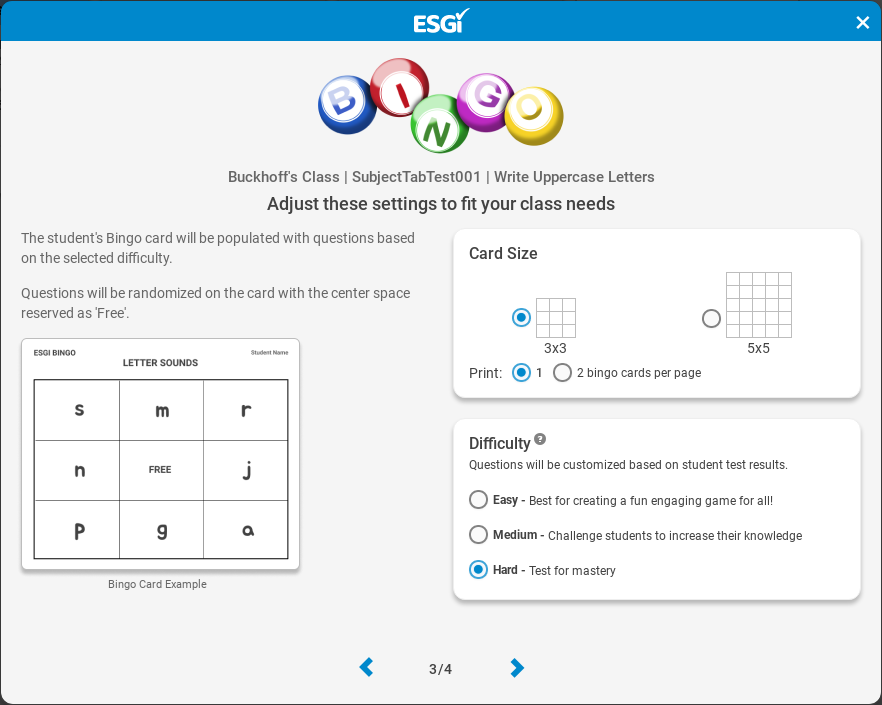 ESGi
BINGO
Buckhoff's Class | SubjectTabTest001 | Write Uppercase Letters
Adjust these settings to fit your class needs
The student's Bingo card will be populated with questions based
on the selected difficulty.
Questions will be randomized on the card with the center space
reserved as 'Free'.
ESGI BINGO
Student Name
LETTER SOUNDS
s m r
n FREE j
p g a
Bingo Card Example
Card Size
3x3
5x5
Print: 1 2 bingo cards per page
Difficulty ?
Questions will be customized based on student test results.
Easy - Best for creating a fun engaging game for all!
Medium - Challenge students to increase their knowledge
Hard - Test for mastery
3/4